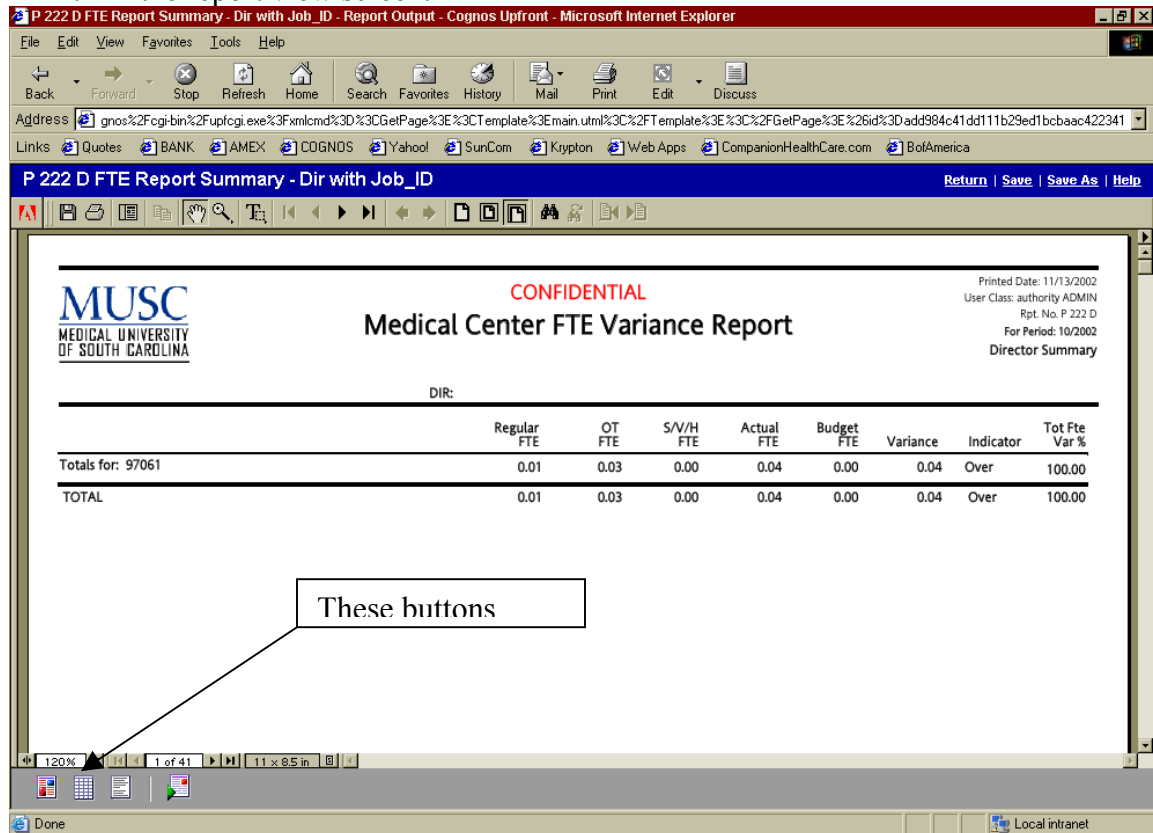 P 222 D FTE Report Summary - Dir with Job_ID - Report Output - Cognos Upfront - Microsoft Internet Explorer
File Edit View Favorites Tools Help
Back Forward Stop Refresh Home Search Favorites History Mail Print Edit Discuss
Address gnos%2Fcgi-bin%2Fupfcgi.exe%3Fxmlcmd%3D%3CGetPage%3E%3CTemplate%3Emain.utml%3C%2FTemplate%3E%3C%2FGetPage%3E%26id%3Dadd984c41dd111b29ed1bcbaac422341
Links Quotes BANK AMEX COGNOS Yahoo! SunCom Krypton Web Apps CompanionHealthCare.com BofAmerica
P 222 D FTE Report Summary - Dir with Job_ID Return | Save | Save As | Help
Printed Date: 11/13/2002
User Class: authority ADMIN
Rpt. No. P 222 D
For Period: 10/2002
Director Summary
MUSC
MEDICAL UNIVERSITY
OF SOUTH CAROLINA
CONFIDENTIAL
Medical Center FTE Variance Report
DIR:
Regular FTE OT FTE S/V/H FTE Actual FTE Budget FTE Variance Indicator Tot Fte Var %
Totals for: 97061 0.01 0.03 0.00 0.04 0.00 0.04 Over 100.00
TOTAL 0.01 0.03 0.00 0.04 0.00 0.04 Over 100.00
These buttons
120% 1 of 41 11 x 8.5 in
Done Local intranet